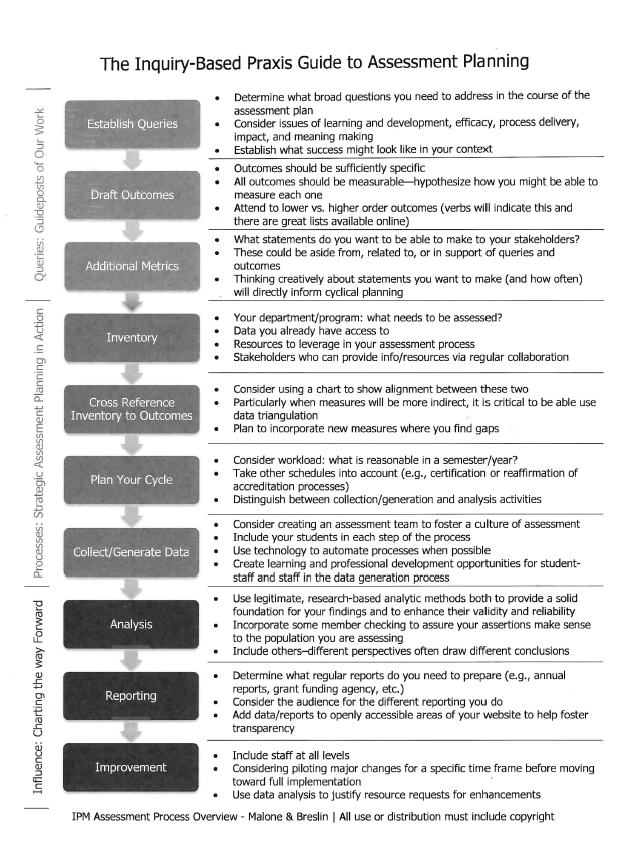 The Inquiry-Based Praxis Guide to Assessment Planning
Queries: Guideposts of Our Work
Establish Queries
• Determine what broad questions you need to address in the course of the
assessment plan
• Consider issues of learning and development, efficacy, process delivery,
impact, and meaning making
• Establish what success might look like in your context
Draft Outcomes
• Outcomes should be sufficiently specific
• All outcomes should be measurable—hypothesize how you might be able to
measure each one
• Attend to lower vs. higher order outcomes (verbs will indicate this and
there are great lists available online)
Additional Metrics
• What statements do you want to be able to make to your stakeholders?
• These could be aside from, related to, or in support of queries and
outcomes
• Thinking creatively about statements you want to make (and how often)
will directly inform cyclical planning
Processes: Strategic Assessment Planning in Action
Inventory
• Your department/program: what needs to be assessed?
• Data you already have access to
• Resources to leverage in your assessment process
• Stakeholders who can provide info/resources via regular collaboration
Cross Reference
Inventory to Outcomes
• Consider using a chart to show alignment between these two
• Particularly when measures will be more indirect, it is critical to be able use
data triangulation
• Plan to incorporate new measures where you find gaps
Plan Your Cycle
• Consider workload: what is reasonable in a semester/year?
• Take other schedules into account (e.g., certification or reaffirmation of
accreditation processes)
• Distinguish between collection/generation and analysis activities
Collect/Generate Data
• Consider creating an assessment team to foster a culture of assessment
• Include your students in each step of the process
• Use technology to automate processes when possible
• Create learning and professional development opportunities for student-
staff and staff in the data generation process
Influence: Charting the way Forward
Analysis
• Use legitimate, research-based analytic methods both to provide a solid
foundation for your findings and to enhance their validity and reliability
• Incorporate some member checking to assure your assertions make sense
to the population you are assessing
• Include others–different perspectives often draw different conclusions
Reporting
• Determine what regular reports do you need to prepare (e.g., annual
reports, grant funding agency, etc.)
• Consider the audience for the different reporting you do
• Add data/reports to openly accessible areas of your website to help foster
transparency
Improvement
• Include staff at all levels
• Considering piloting major changes for a specific time frame before moving
toward full implementation
• Use data analysis to justify resource requests for enhancements
IPM Assessment Process Overview - Malone & Breslin | All use or distribution must include copyright